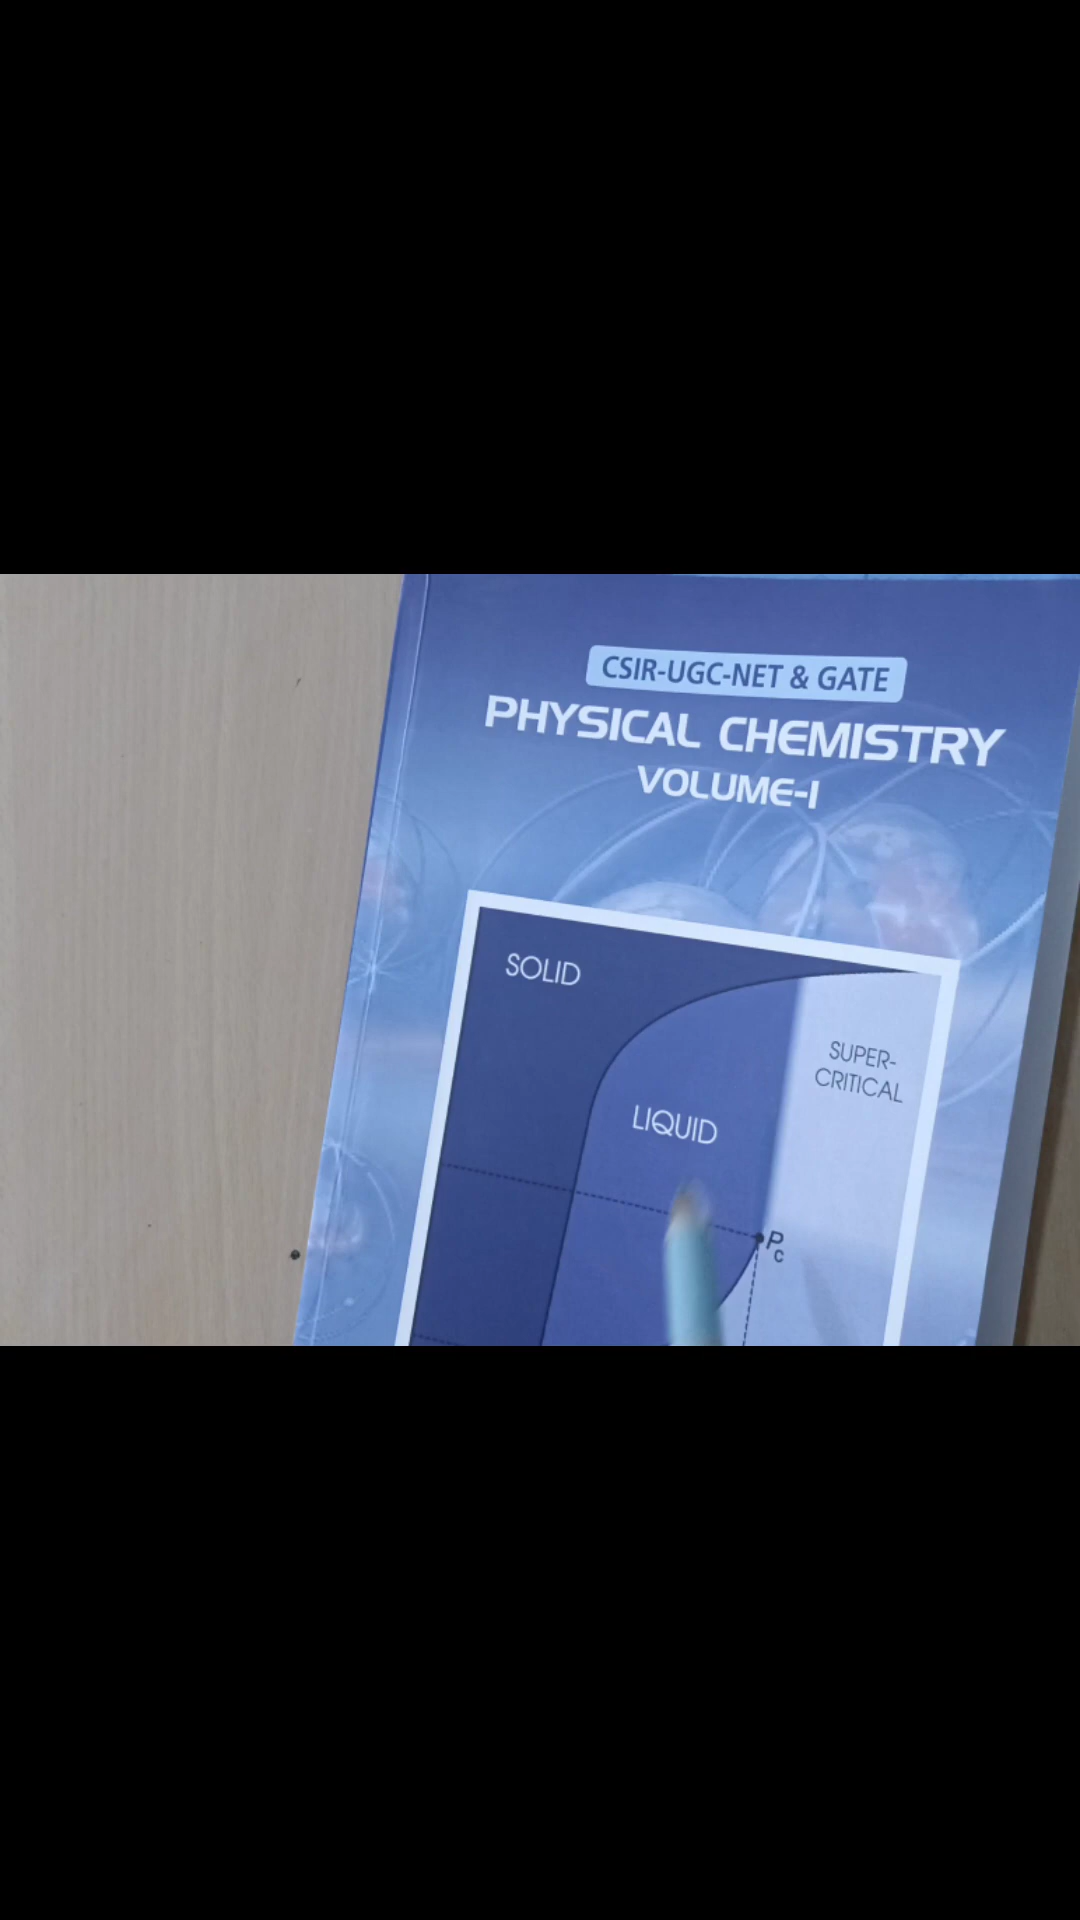 CSIR-UGC-NET & GATE
PHYSICAL CHEMISTRY
VOLUME-I
SOLID
SUPER-
CRITICAL
LIQUID
Pc